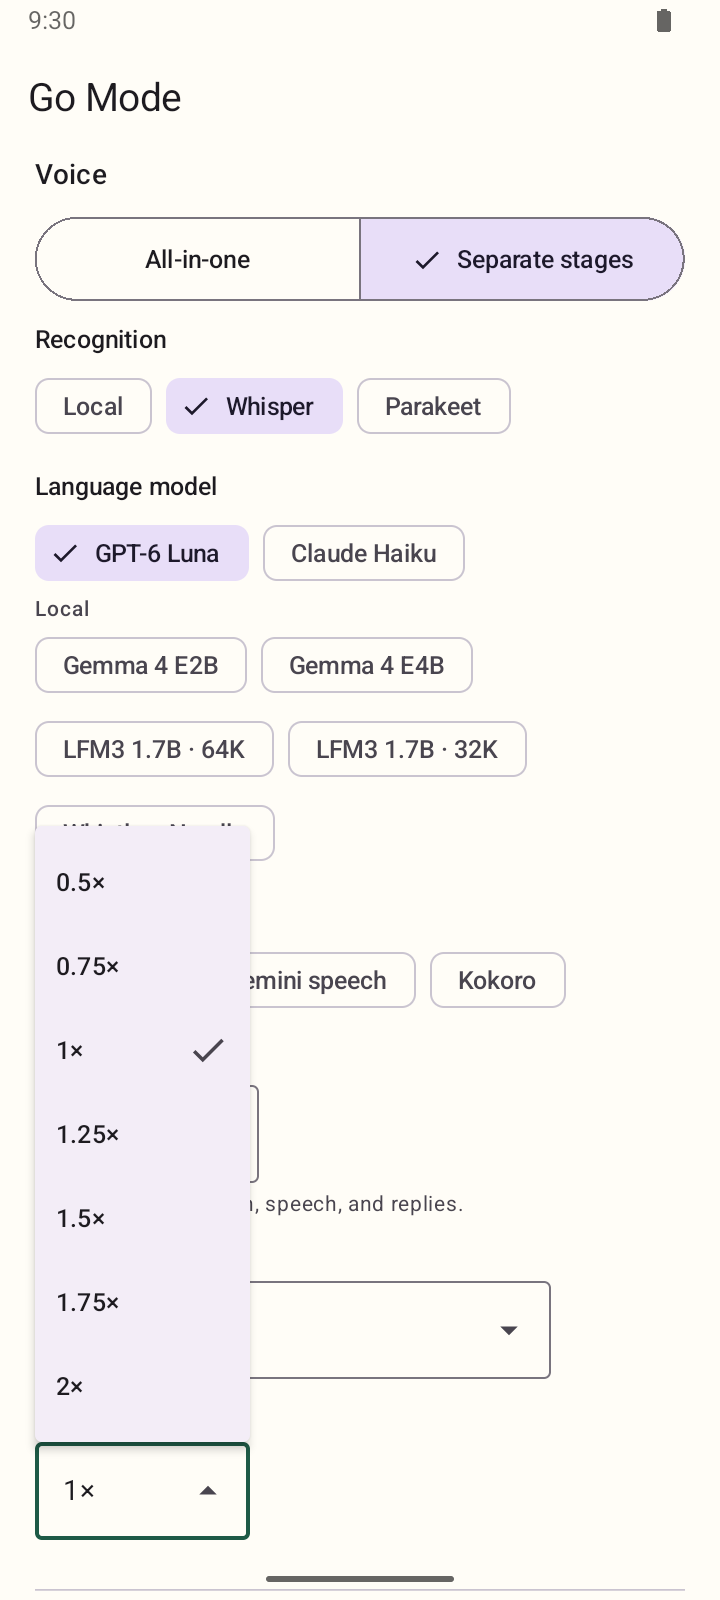 9:30
Go Mode
Voice
All-in-one
Separate stages
Recognition
Local
Whisper
Parakeet
Language model
GPT-6 Luna
Claude Haiku
Local
Gemma 4 E2B
Gemma 4 E4B
LFM3 1.7B · 64K
LFM3 1.7B · 32K
0.5×
0.75×
speech
Kokoro
1×
1.25×
speech, and replies.
1.5×
1.75×
2×
1×